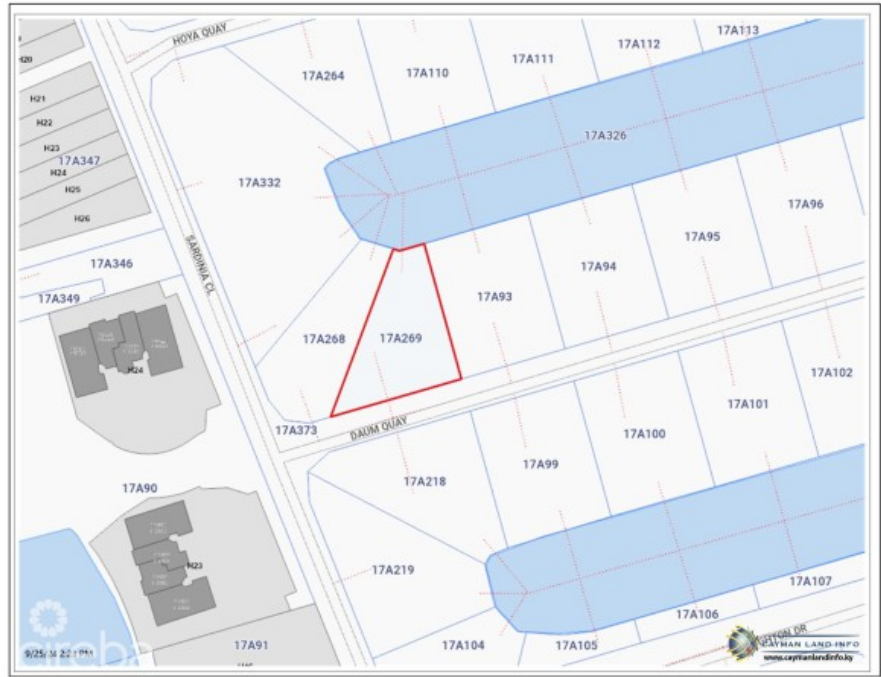 HOYA QUAY
17A113
17A112
17A111
17A110
17A264
H20
H21
H22
H23
17A347
H24
H25
H26
17A326
17A332
17A96
17A95
17A94
17A93
17A346
SARDINIA CL
17A349
17A268
17A269
H24
17A102
17A101
17A100
17A99
17A373
DAUM QUAY
17A218
17A90
17A219
H23
17A107
17A106
17A105
17A104
17A91
cireba
CAYMAN LAND INFO
www.caymanlandinfo.ky